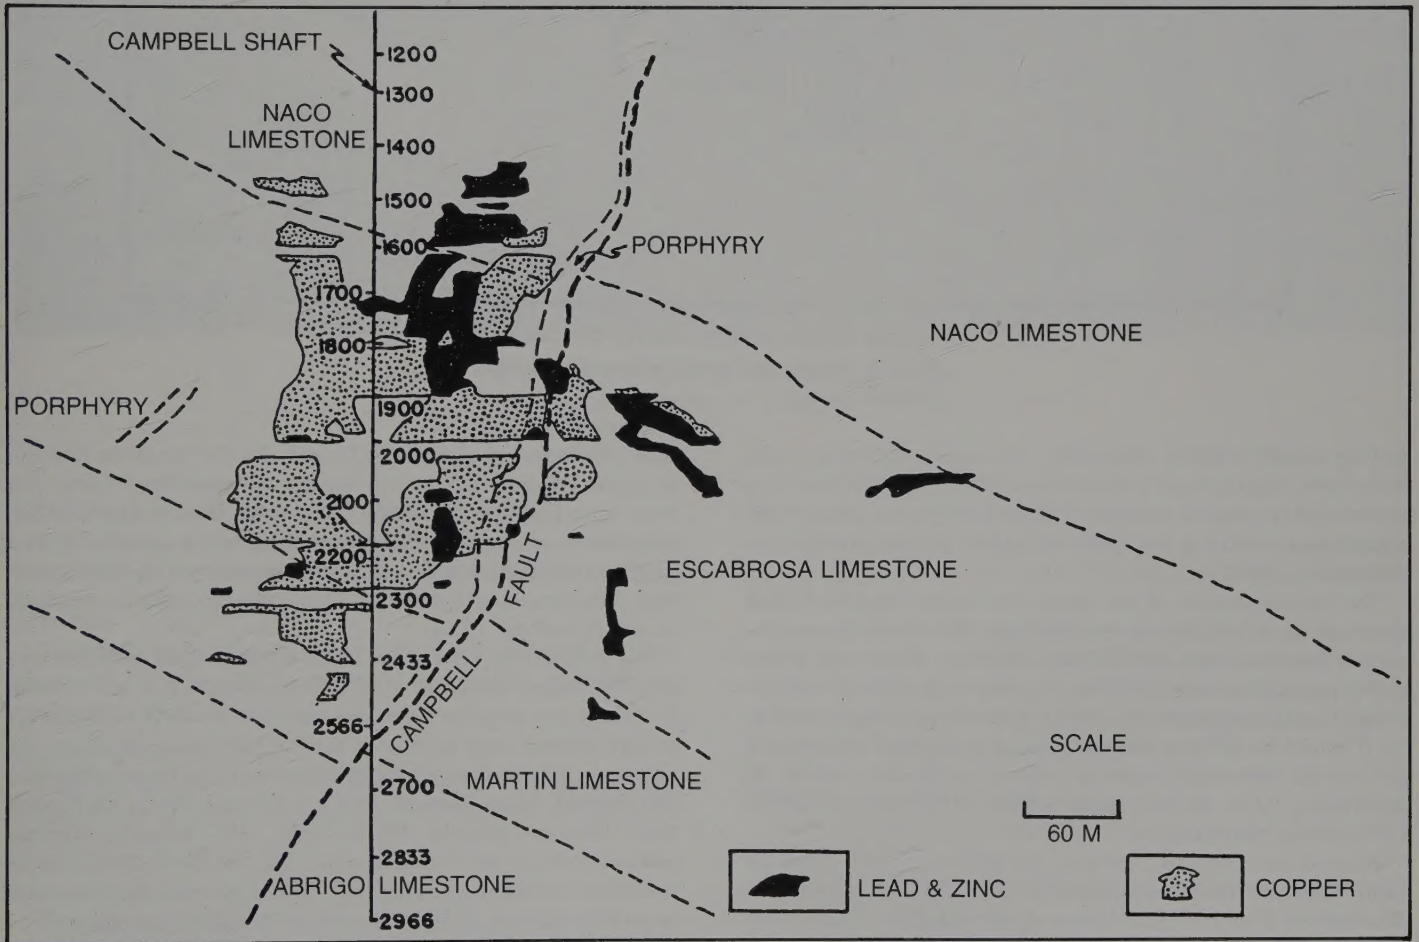 CAMPBELL SHAFT
1200
1300
NACO
LIMESTONE
1400
1500
1600
PORPHYRY
1700
NACO LIMESTONE
1800
PORPHYRY
1900
2000
2100
2200
ESCABROSA LIMESTONE
FAULT
2300
2433
CAMPBELL
2566
SCALE
MARTIN LIMESTONE
2700
60 M
2833
ABRIGO LIMESTONE
LEAD & ZINC
COPPER
2966